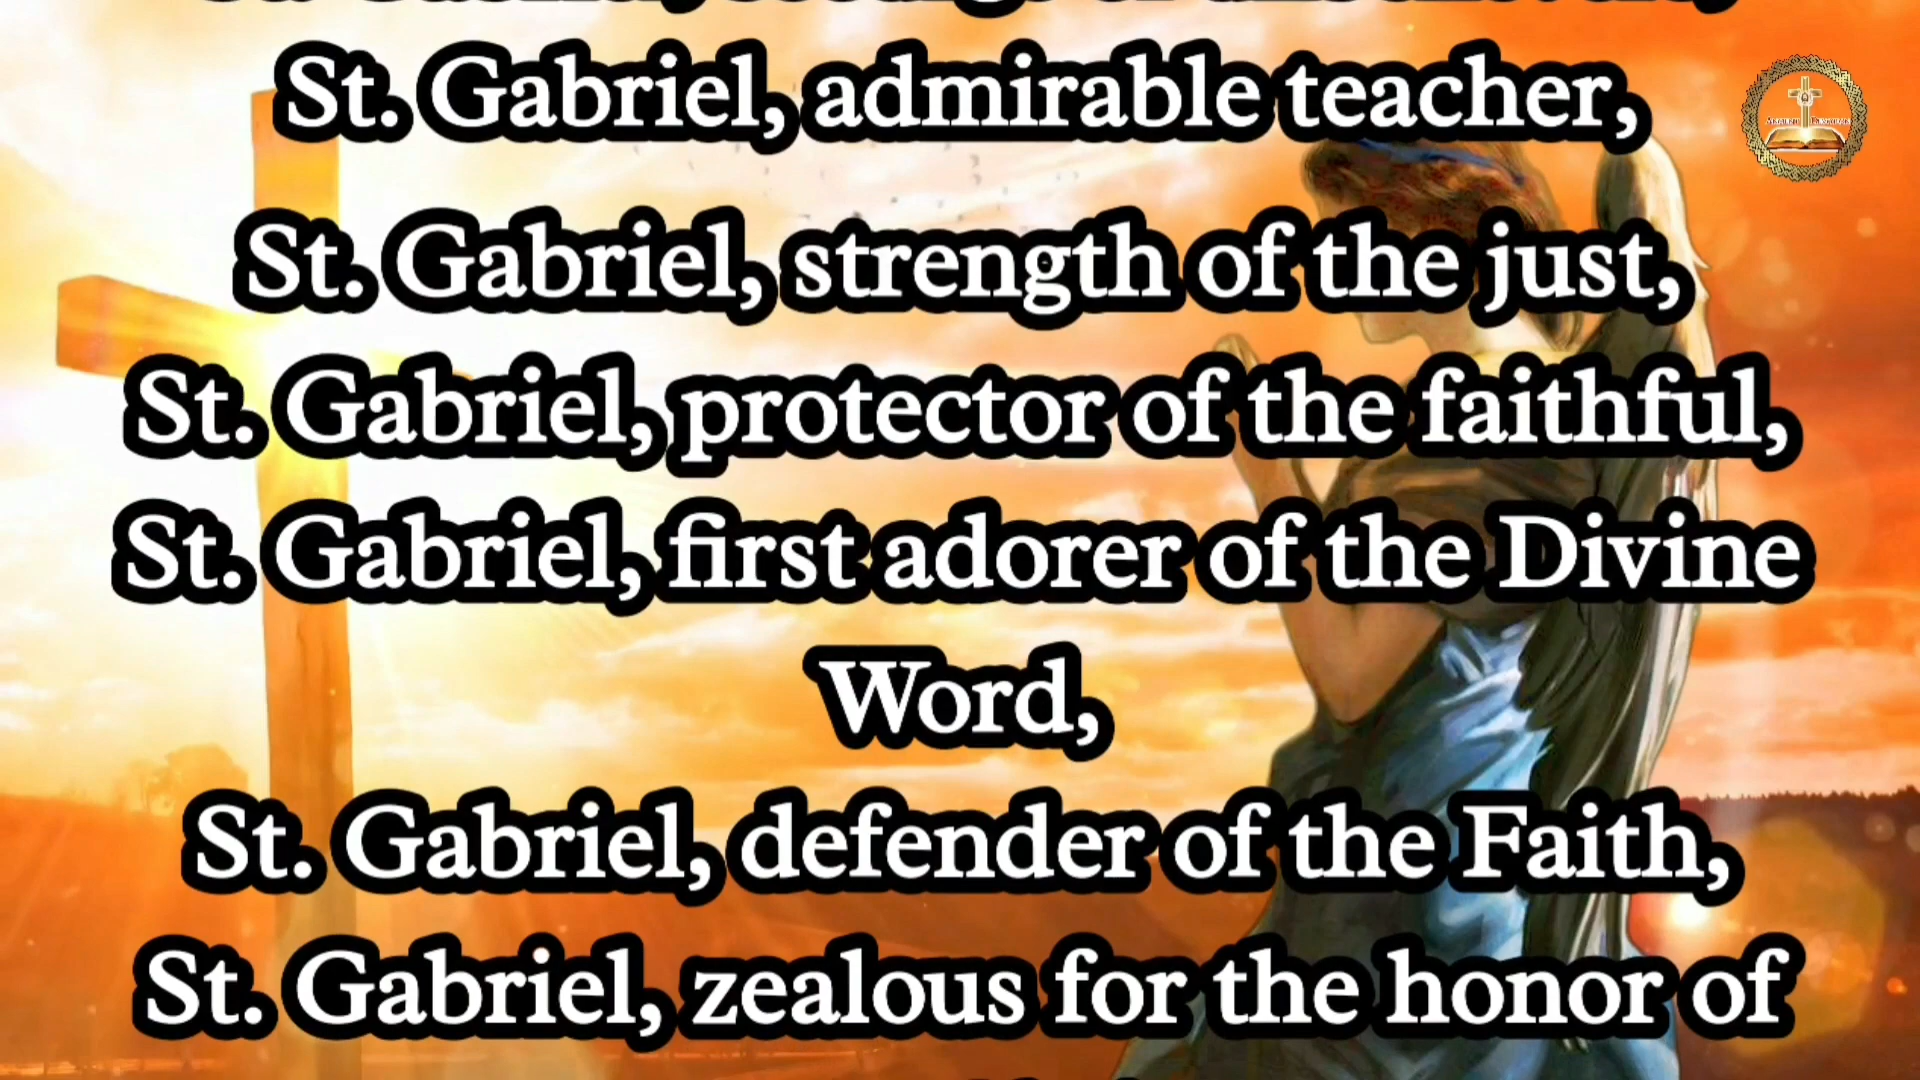 St. Gabriel, admirable teacher,
St. Gabriel, strength of the just,
St. Gabriel, protector of the faithful,
St. Gabriel, first adorer of the Divine
Word,
St. Gabriel, defender of the Faith,
St. Gabriel, zealous for the honor of